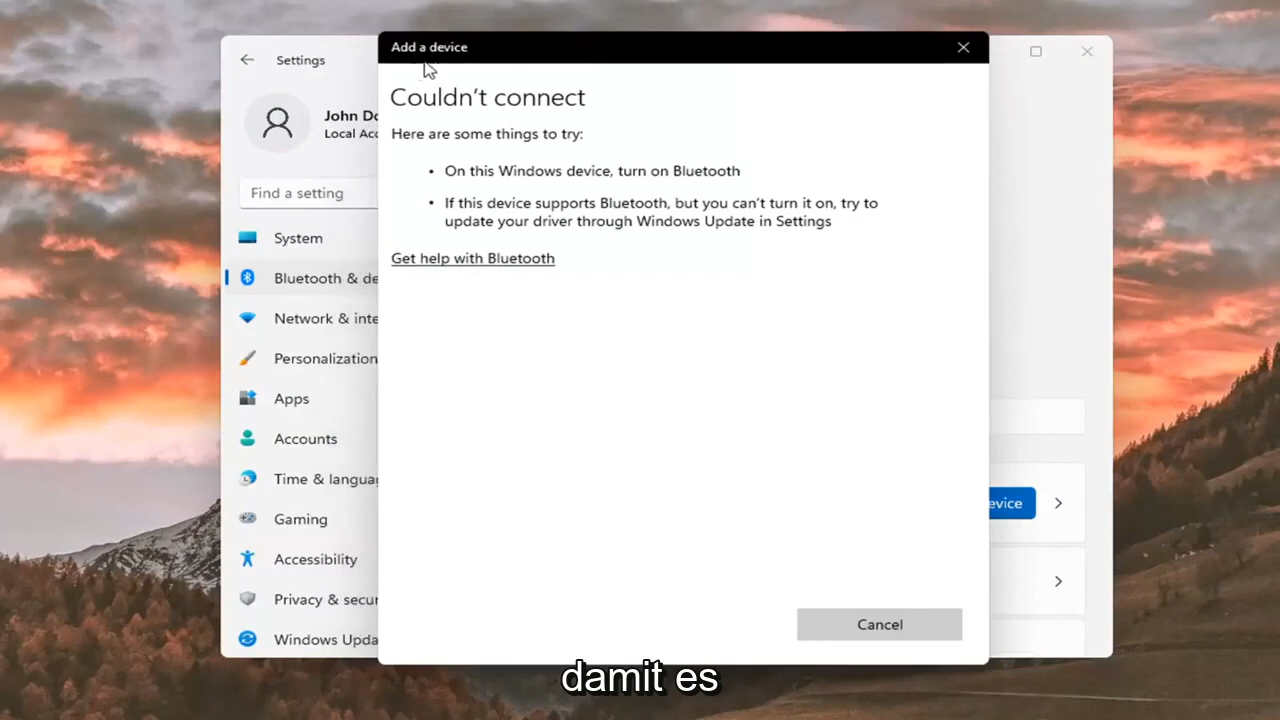 Add a device
Settings
Couldn't connect
John Do
Local Acc
Here are some things to try:
• On this Windows device, turn on Bluetooth
• If this device supports Bluetooth, but you can't turn it on, try to
update your driver through Windows Update in Settings
Get help with Bluetooth
Find a setting
System
Bluetooth & de
Network & inte
Personalization
Apps
Accounts
Time & langua
Gaming
Accessibility
Privacy & secur
Windows Upda
evice
Cancel
damit es